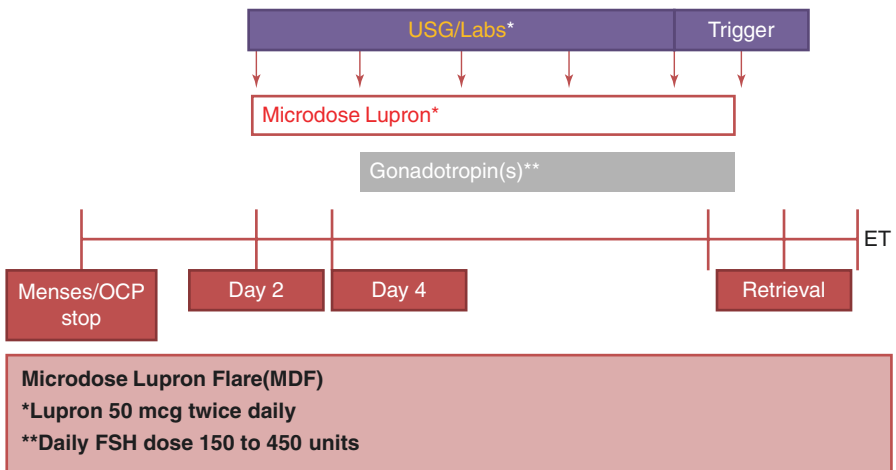 USG/Labs*
Trigger
Microdose Lupron*
Gonadotropin(s)**
ET
Menses/OCP
stop
Day 2
Day 4
Retrieval
Microdose Lupron Flare(MDF)
*Lupron 50 mcg twice daily
**Daily FSH dose 150 to 450 units